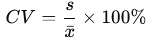 CV = s/x̄ × 100%